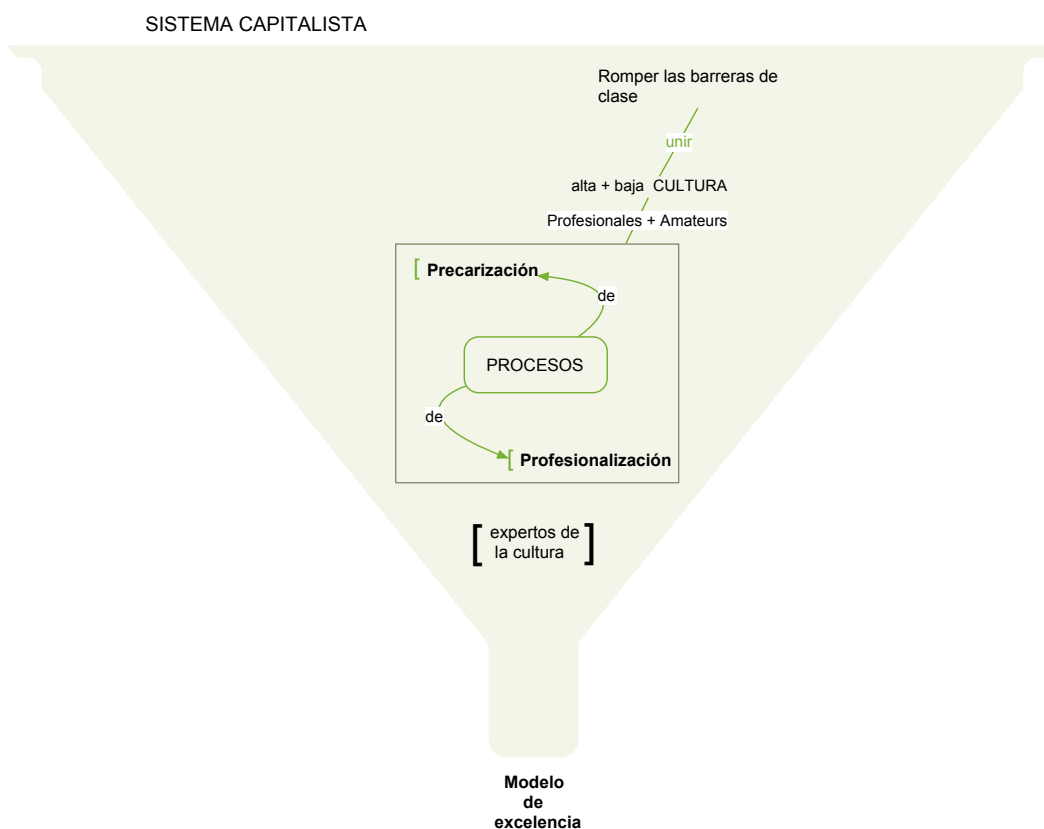 SISTEMA CAPITALISTA
Romper las barreras de
clase
unir
alta + baja CULTURA
Profesionales + Amateurs
[ Precarización
de
PROCESOS
de
[ Profesionalización
[ expertos de
la cultura ]
Modelo
de
excelencia